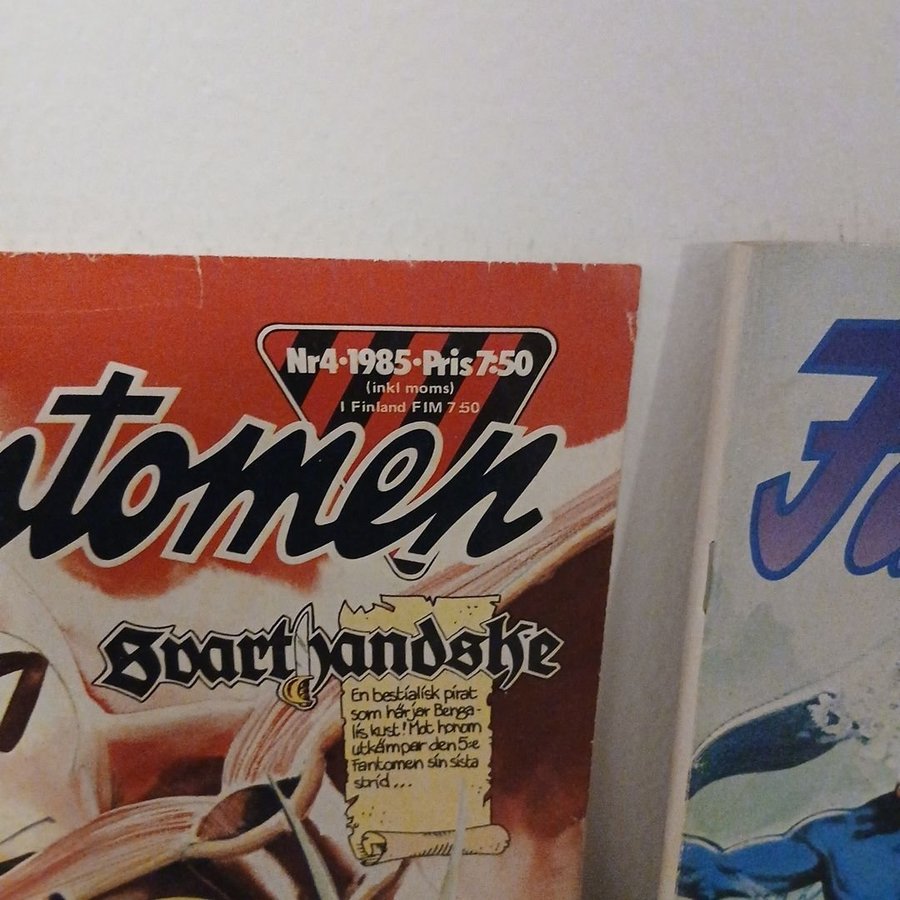 Nr4•1985•Pris 7:50
(inkl moms)
I Finland FIM 7:50
ntomen
Svarthandske
En bestialisk pirat
som härjar Benga-
lis kust! Mot honom
utkämpar den 5:e
Fantomen sin sista
strid...
Fa